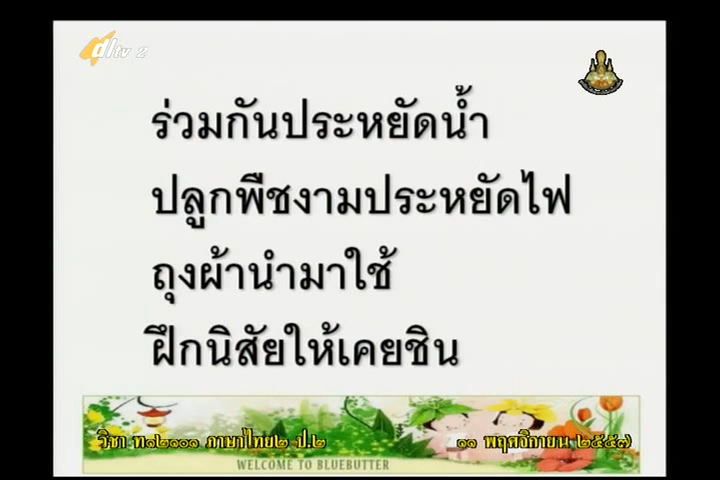 dltv 2
ร่วมกันประหยัดน้ำ
ปลูกพืชงามประหยัดไฟ
ถุงผ้านำมาใช้
ฝึกนิสัยให้เคยชิน
วิชา ท๑๒๑๐๑ ภาษาไทย๒ ป.๒
๑๑ พฤศจิกายน ๒๕๕๗
WELCOME TO BLUEBUTTER